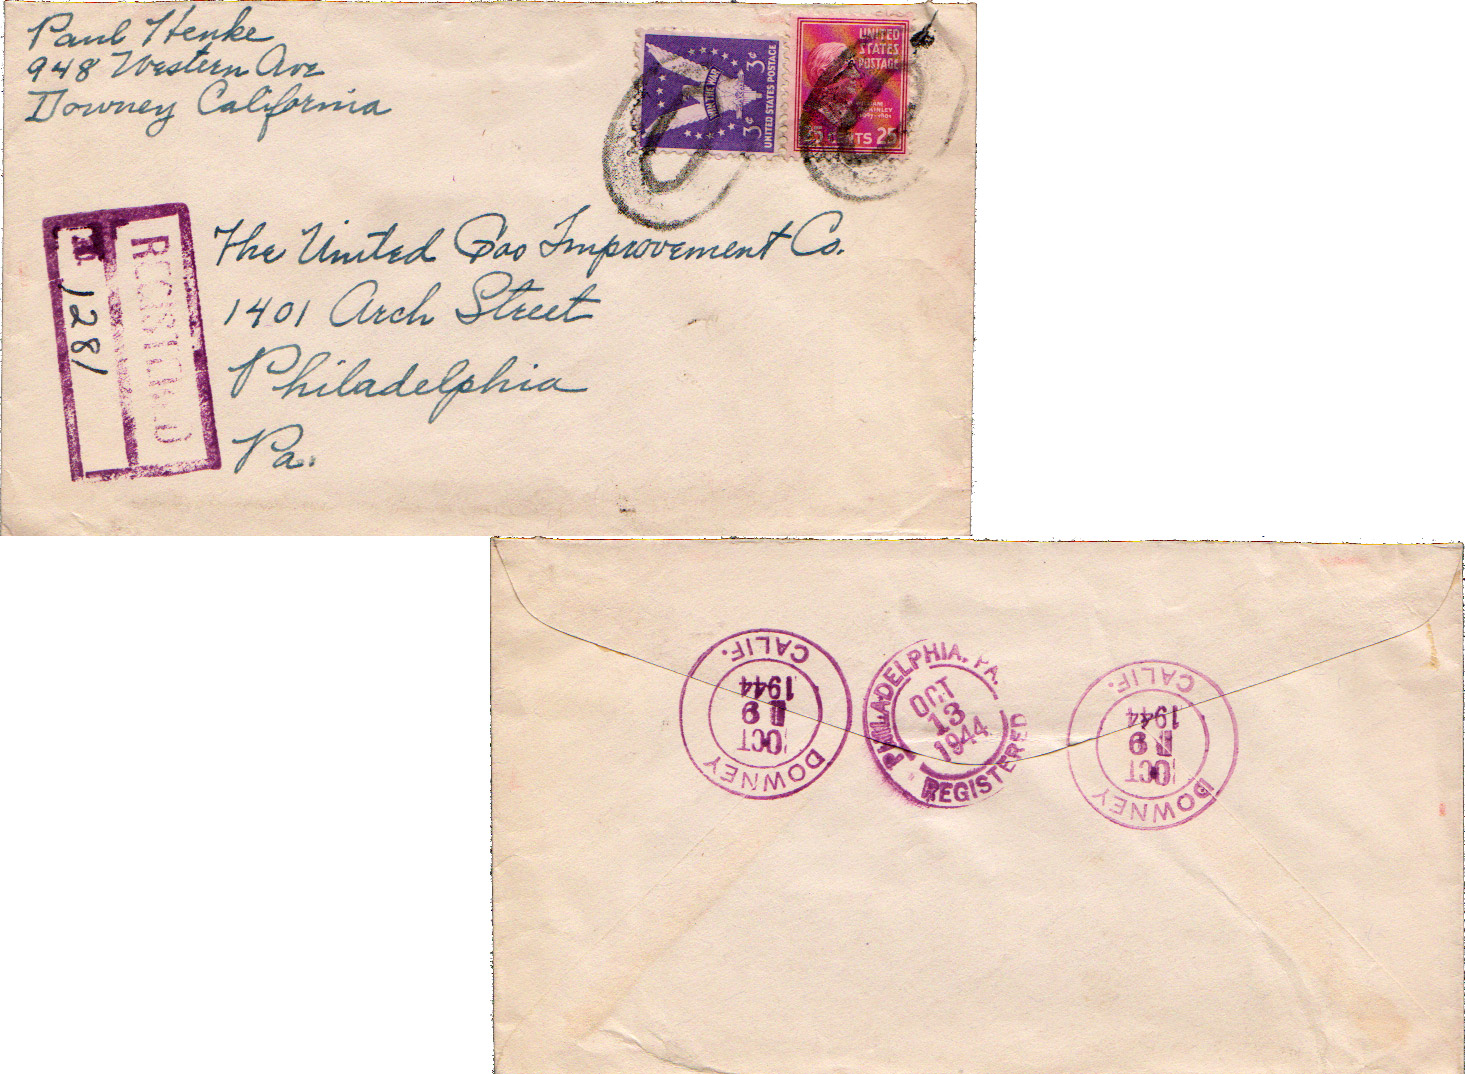 Paul Henke
948 Western Ave
Downey California
3¢ WIN THE WAR 3¢
UNITED STATES POSTAGE
UNITED
STATES
POSTAGE
25 CENTS 25
REGISTERED
No. 1281
The United Gas Improvement Co.
1401 Arch Street
Philadelphia
Pa.
DOWNEY CALIF.
OCT
9
1944
PHILADELPHIA, PA.
OCT
13
1944
REGISTERED
DOWNEY CALIF.
OCT
9
1944